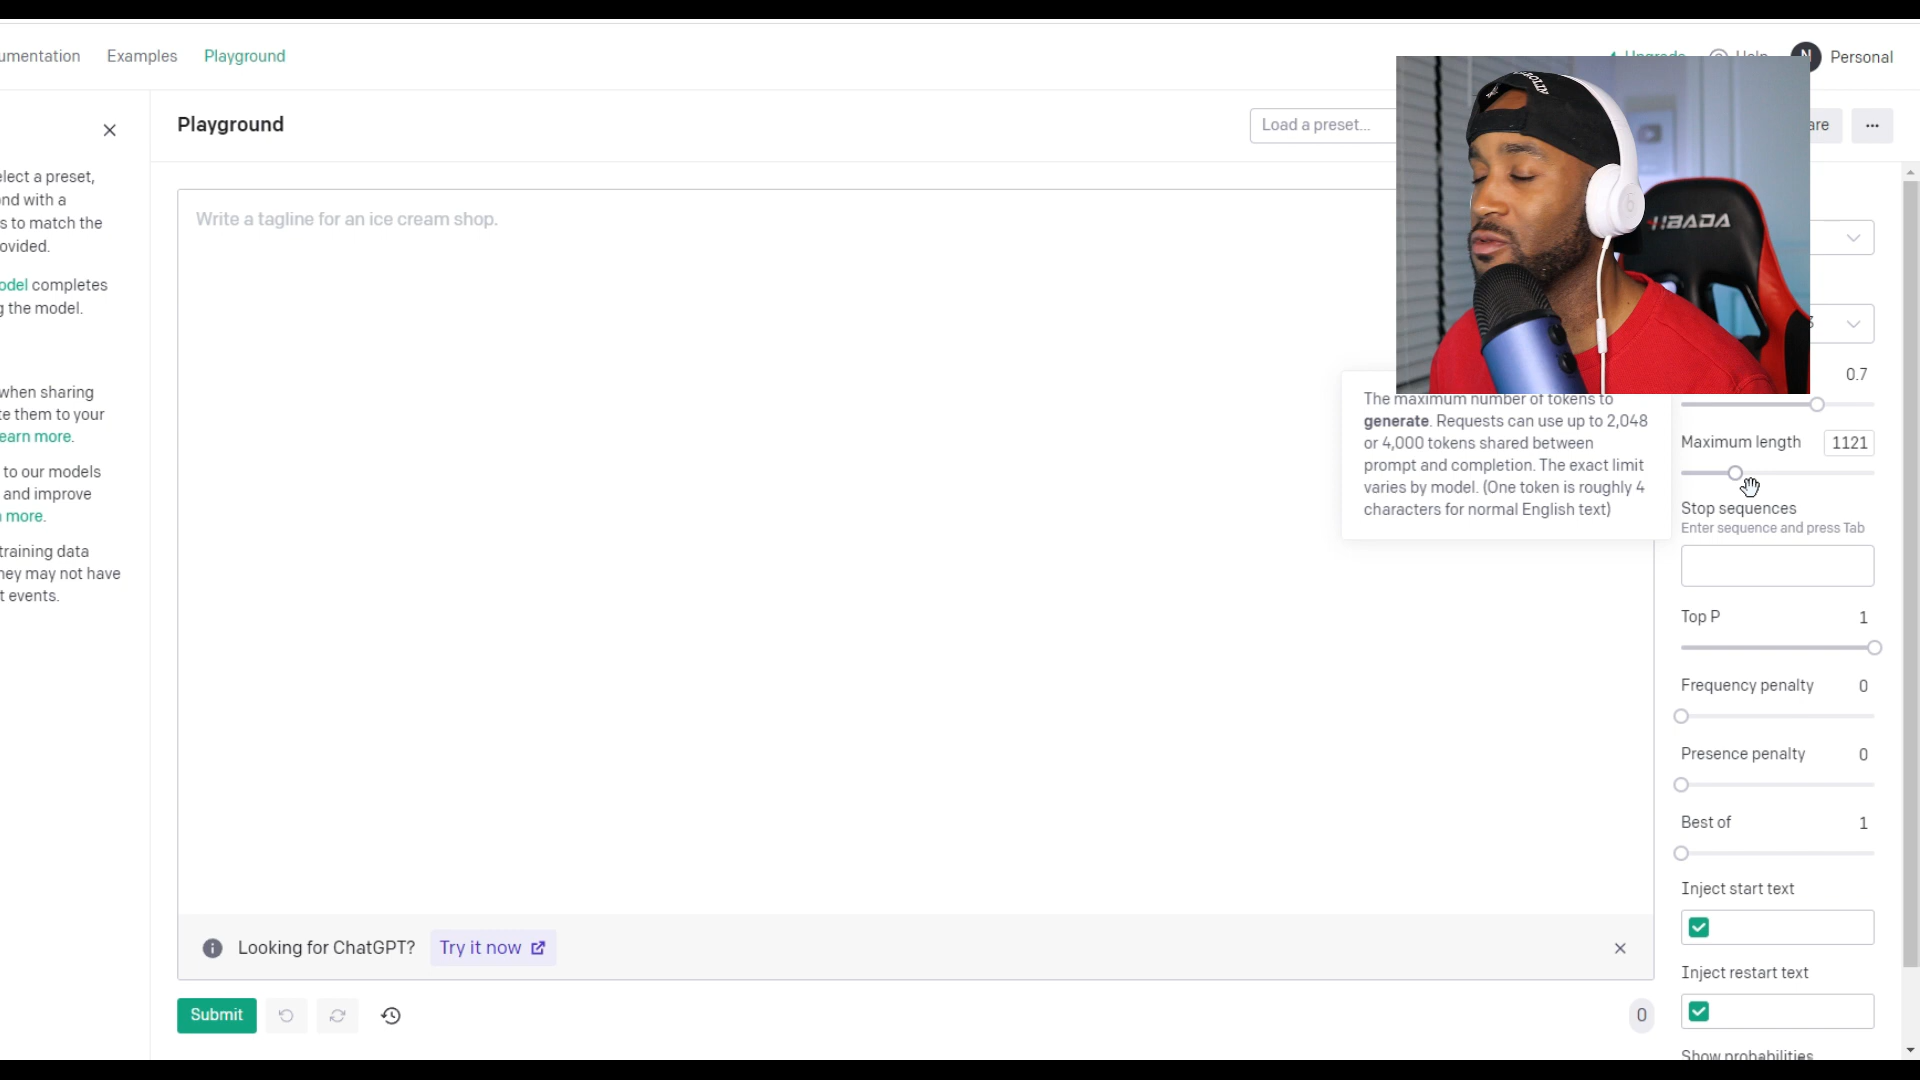 umentation Examples Playground
Upgrade Help N Personal
Playground
Load a preset...
are
...
elect a preset,
ond with a
s to match the
ovided.
odel completes
g the model.
when sharing
te them to your
earn more.
to our models
and improve
more.
training data
hey may not have
t events.
Write a tagline for an ice cream shop.
HBADA
The maximum number of tokens to
generate. Requests can use up to 2,048
or 4,000 tokens shared between
prompt and completion. The exact limit
varies by model. (One token is roughly 4
characters for normal English text)
0.7
Maximum length 1121
Stop sequences
Enter sequence and press Tab
Top P 1
Frequency penalty 0
Presence penalty 0
Best of 1
Inject start text
Inject restart text
Show probabilities
Looking for ChatGPT? Try it now
Submit
0